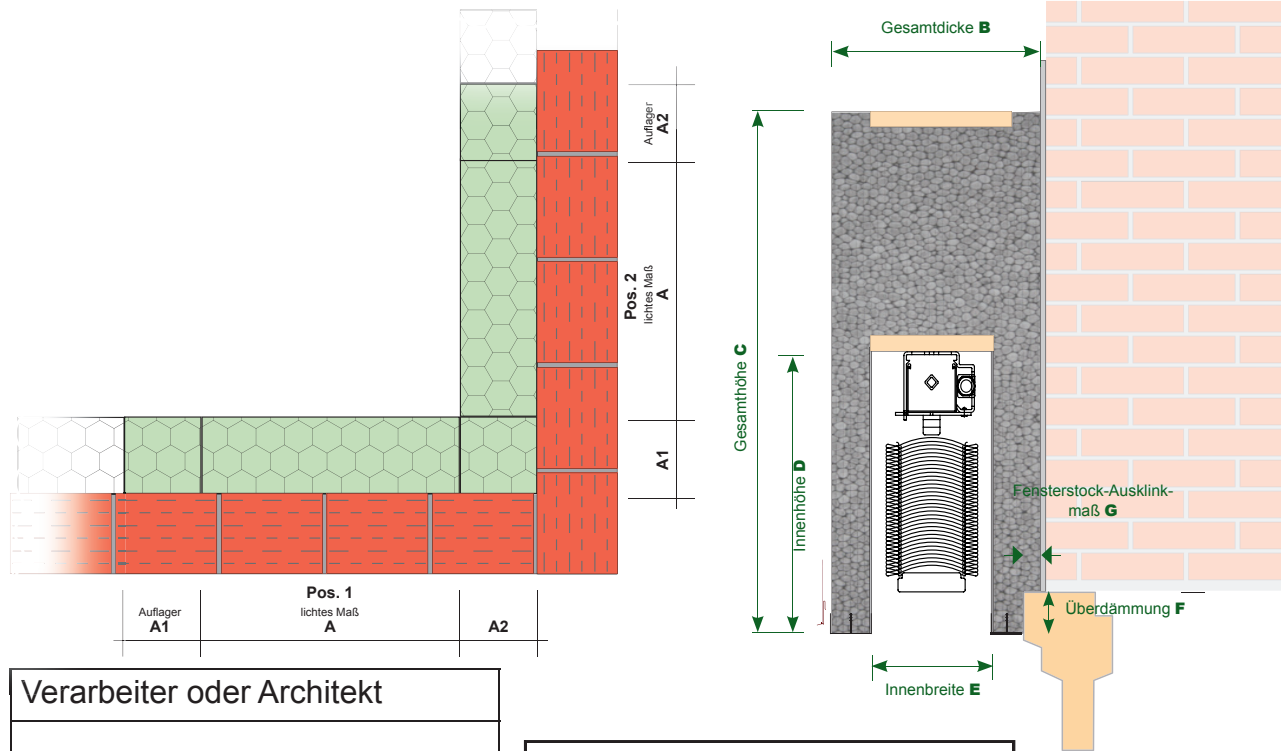 Gesamtdicke B
Auflager
A2
Pos. 2
lichtes Maß
A
A1
Gesamthöhe C
Innenhöhe D
Fensterstock-Ausklink-
maß G
Überdämmung F
Innenbreite E
Pos. 1
Auflager
A1
lichtes Maß
A
A2
Verarbeiter oder Architekt